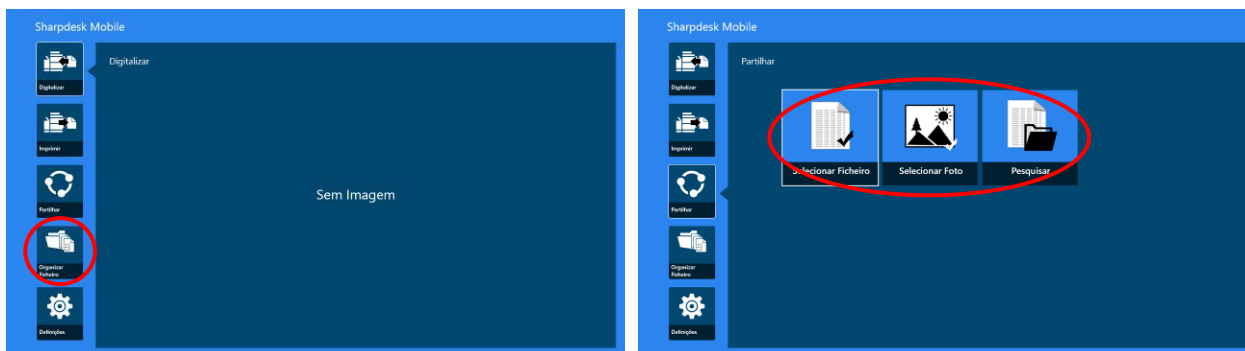 Sharpdesk Mobile
Digitalizar
Digitalizar
Imprimir
Partilhar
Organizar
Ficheiro
Definições
Sem Imagem
Sharpdesk Mobile
Digitalizar
Partilhar
Imprimir
Partilhar
Organizar
Ficheiro
Definições
Selecionar Ficheiro
Selecionar Foto
Pesquisar